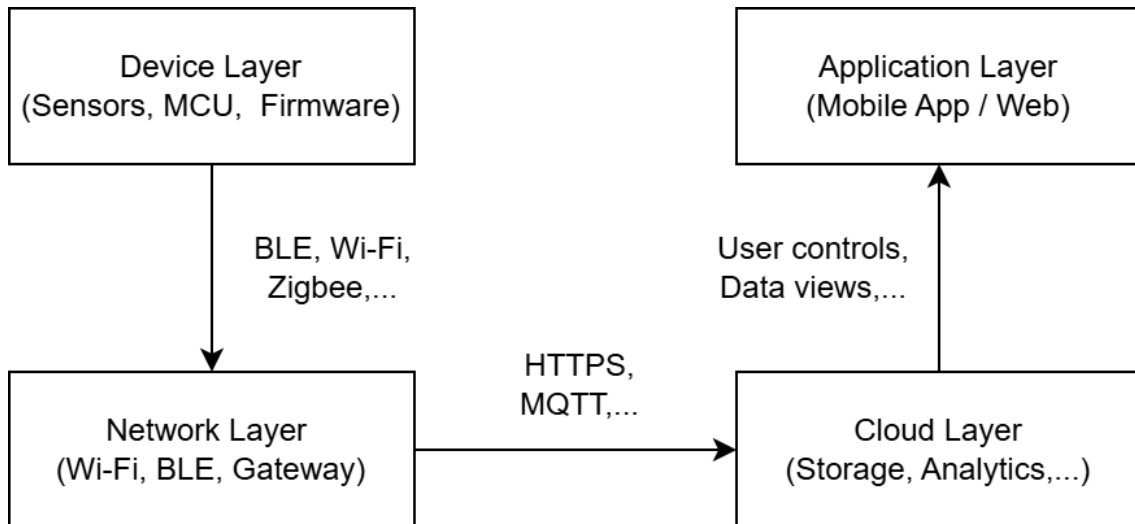 Device Layer
(Sensors, MCU,  Firmware)
Application Layer
(Mobile App / Web)
BLE, Wi-Fi,
Zigbee,...
User controls,
Data views,...
HTTPS,
MQTT,...
Network Layer
(Wi-Fi, BLE, Gateway)
Cloud Layer
(Storage, Analytics,...)